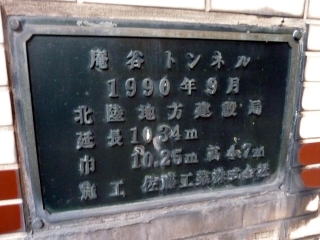 庵谷トンネル
1990年9月
北陸地方建設局
延長1034m
巾 10.25m 高4.7m
施工 佐藤工業株式会社